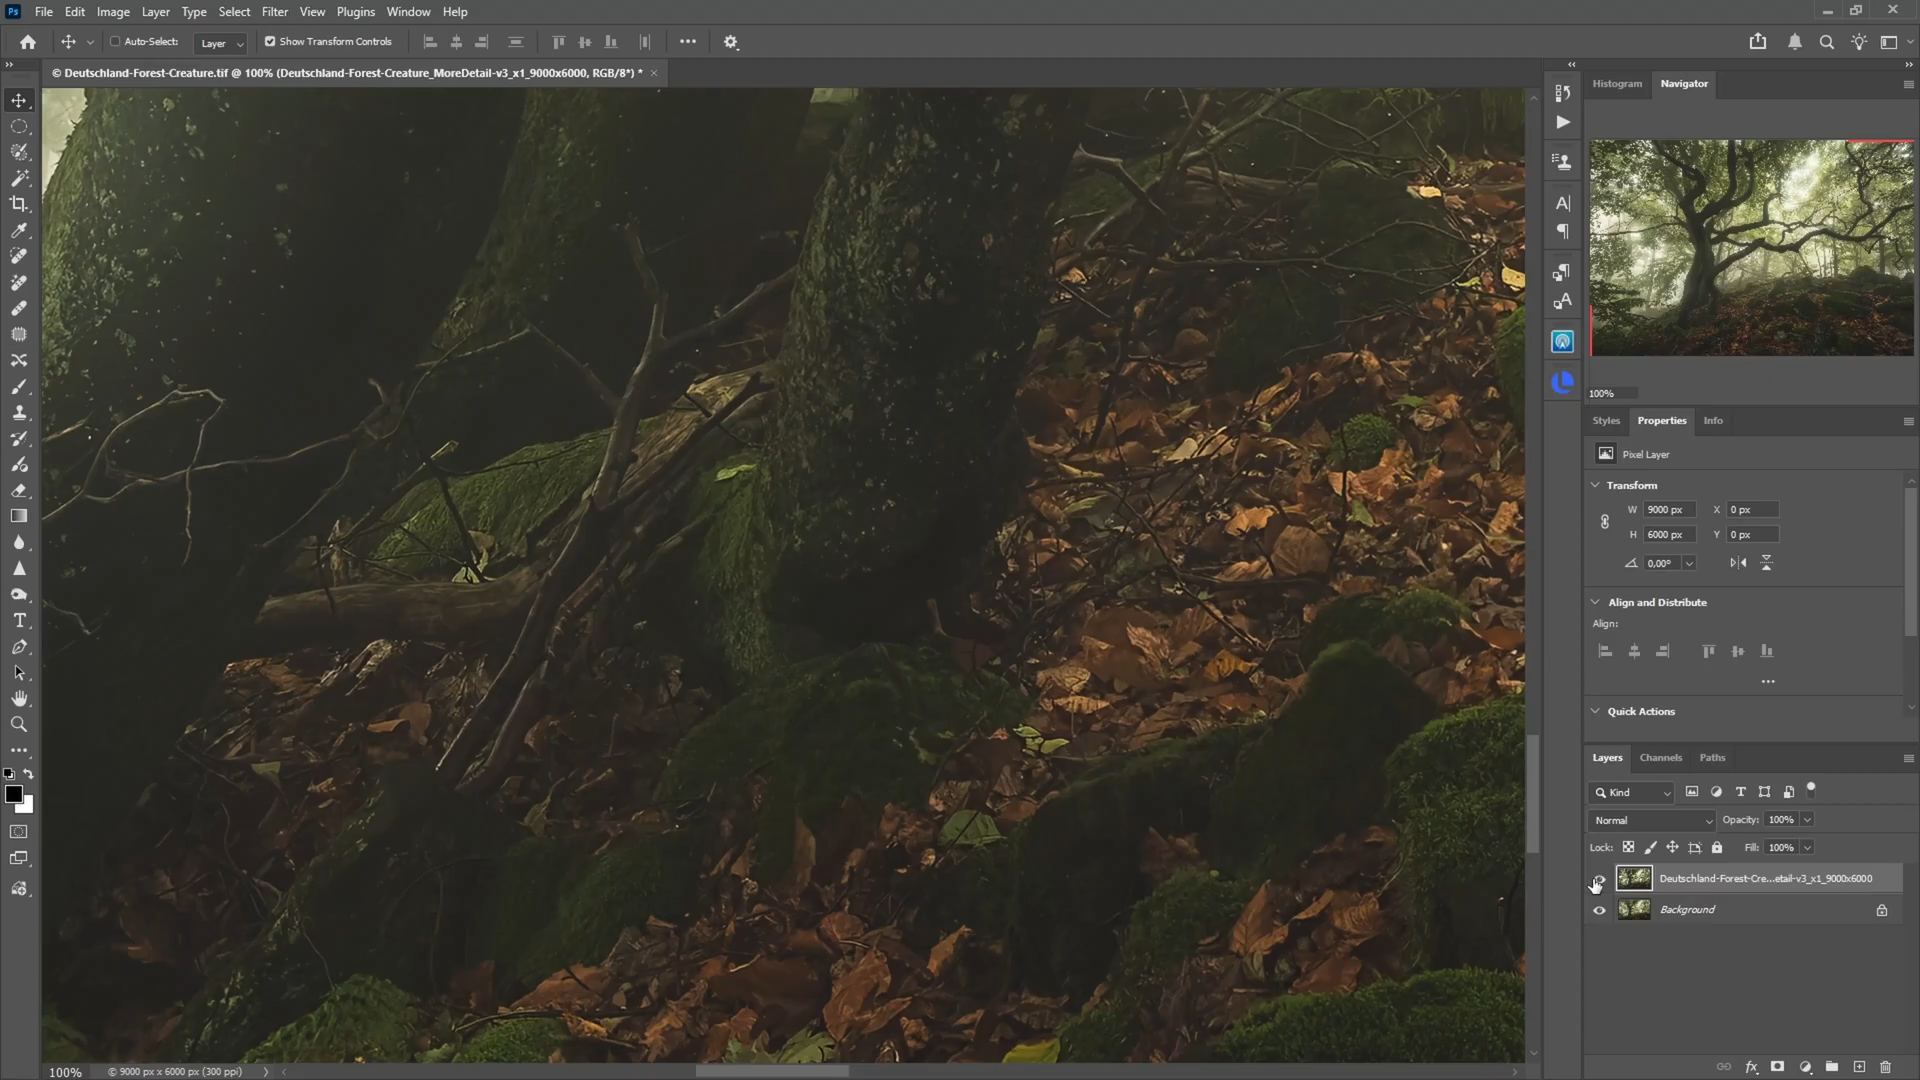 Ps File Edit Image Layer Type Select Filter View Plugins Window Help
Auto-Select: Layer Show Transform Controls
© Deutschland-Forest-Creature.tif @ 100% (Deutschland-Forest-Creature_MoreDetail-v3_x1_9000x6000, RGB/8*) *
Histogram Navigator
100%
Styles Properties Info
Pixel Layer
Transform
W 9000 px X 0 px
H 6000 px Y 0 px
0,00°
Align and Distribute
Align:
Quick Actions
Layers Channels Paths
Kind
Normal Opacity: 100%
Lock: Fill: 100%
Deutschland-Forest-Cre...etail-v3_x1_9000x6000
Background
100% © 9000 px x 6000 px (300 ppi)